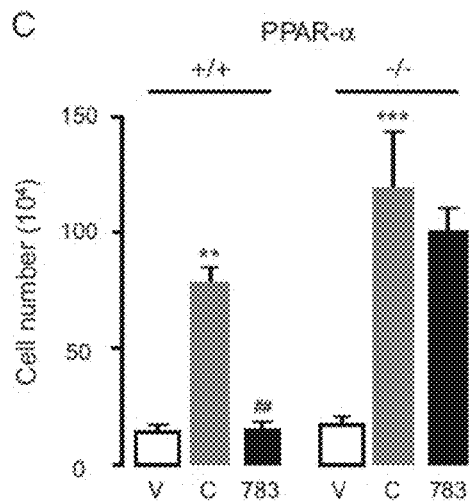 C
PPAR-α
+/+ -/-
150
100
50
0
Cell number (10⁴)
** ***
##
V C 783 V C 783